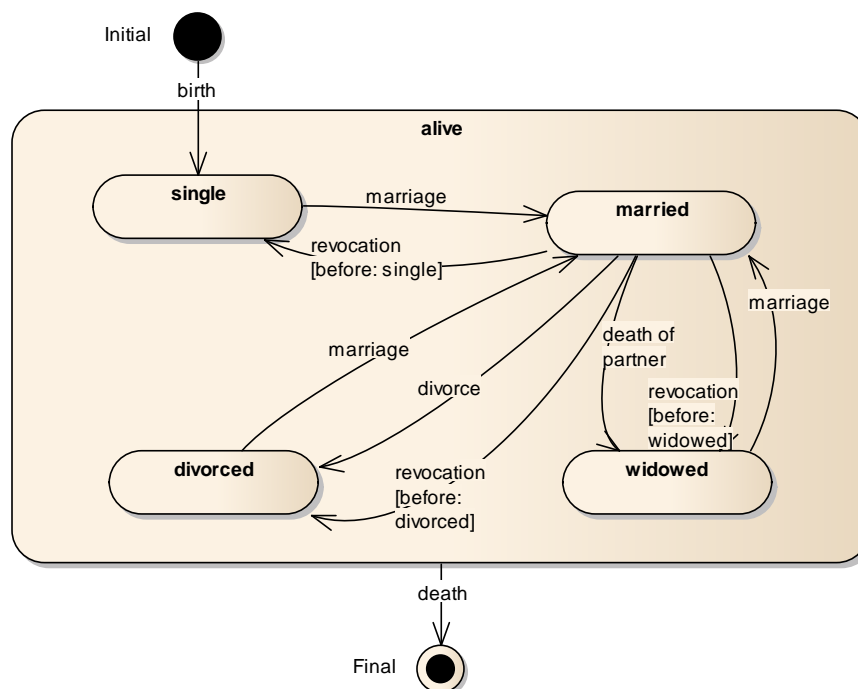 Initial
birth
alive
single
marriage
married
revocation
[before: single]
marriage
death of
partner
marriage
divorce
revocation
[before:
widowed]
divorced
revocation
[before:
divorced]
widowed
death
Final